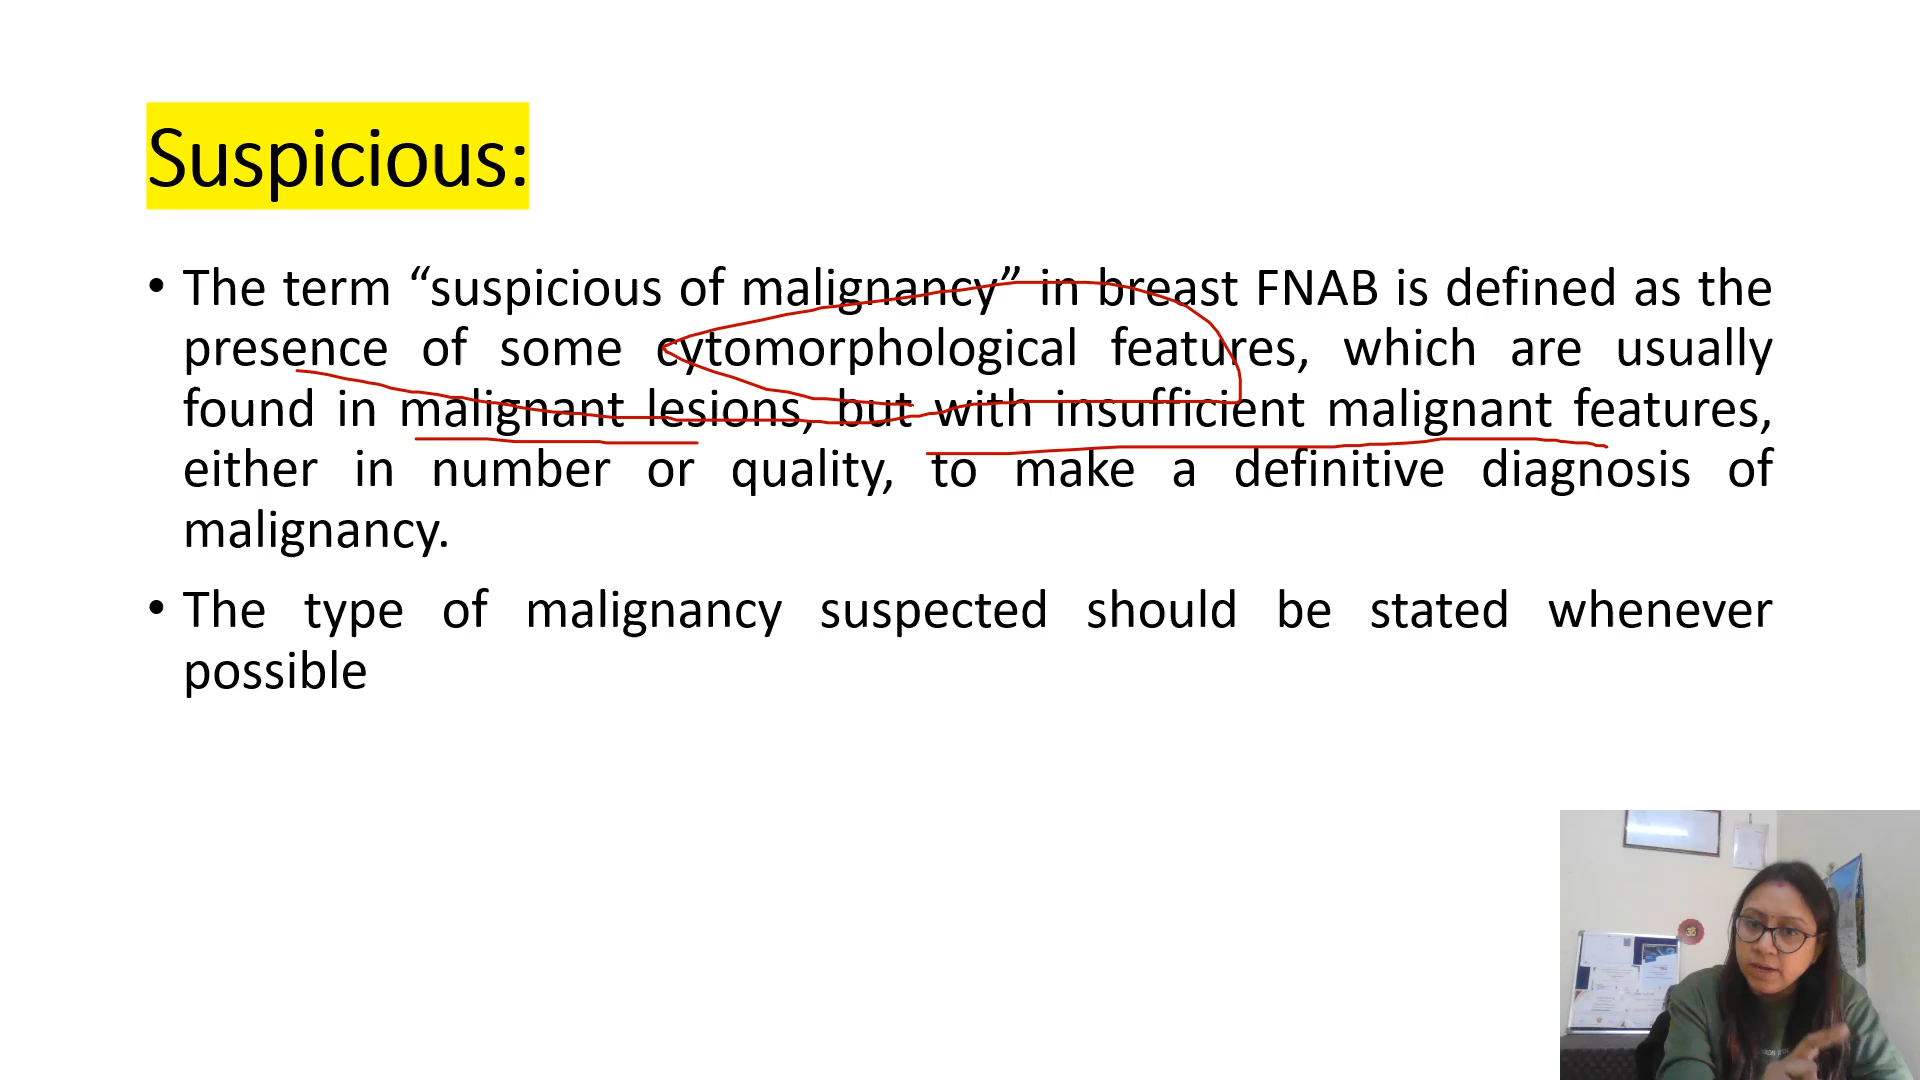 Suspicious:
• The term “suspicious of malignancy” in breast FNAB is defined as the
presence of some cytomorphological features, which are usually
found in malignant lesions, but with insufficient malignant features,
either in number or quality, to make a definitive diagnosis of
malignancy.
• The type of malignancy suspected should be stated whenever
possible